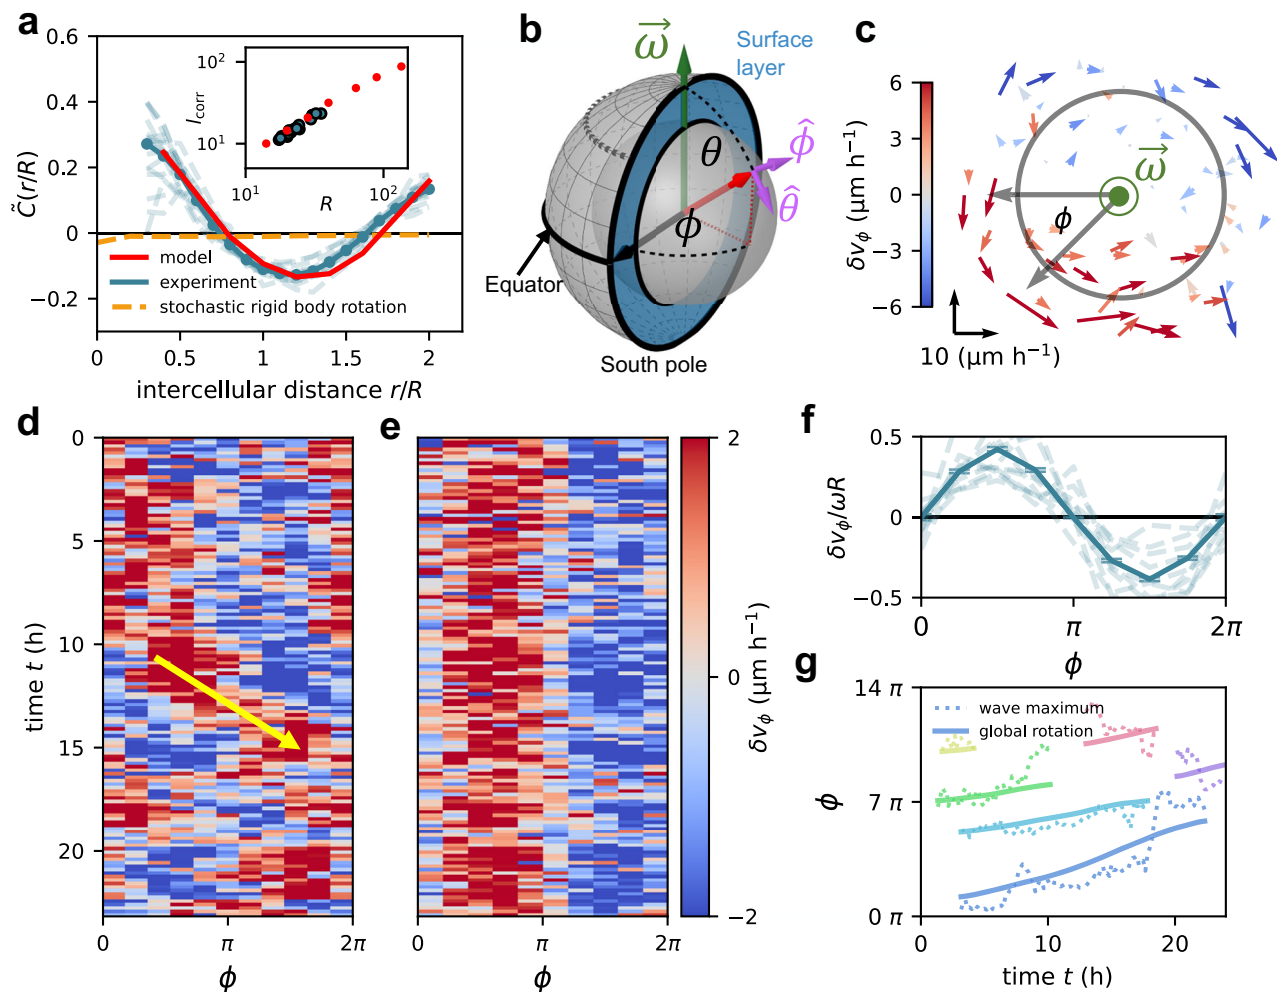 a
0.6
0.4
0.2
0
−0.2
C̃(r/R)
10²
10¹
l_corr
10¹
R
10²
model
experiment
stochastic rigid body rotation
0
0.5
1
1.5
2
intercellular distance r/R
b
ω⃗
Surface
layer
θ
ϕ̂
θ̂
ϕ
Equator
South pole
c
6
3
0
−3
−6
δv_ϕ (µm h⁻¹)
ω⃗
ϕ
10 (µm h⁻¹)
d
0
5
10
15
20
time t (h)
0
π
2π
ϕ
e
0
π
2π
ϕ
2
0
−2
δv_ϕ (µm h⁻¹)
f
0.5
0
−0.5
δv_ϕ/ωR
0
π
2π
ϕ
g
14 π
7 π
0 π
ϕ
wave maximum
global rotation
0
10
20
time t (h)